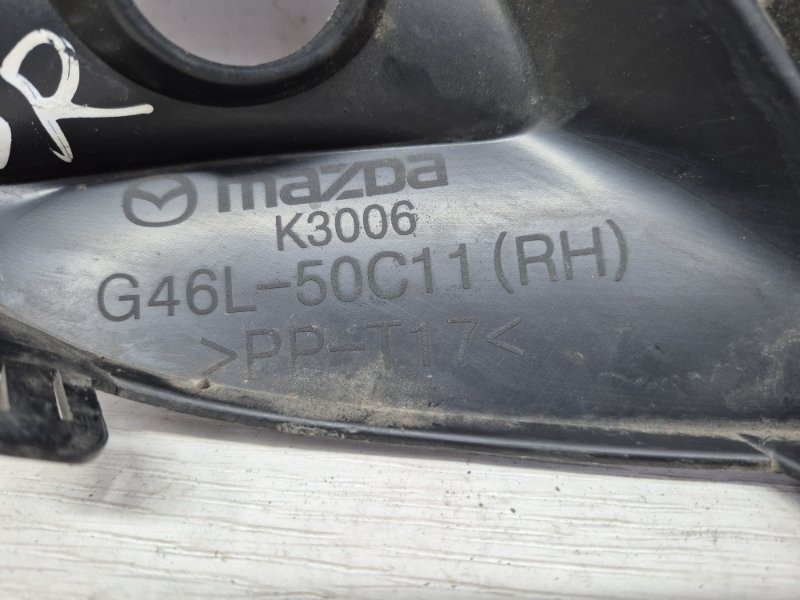 mazda
K3006
G46L-50C11(RH)
>PP-T17<